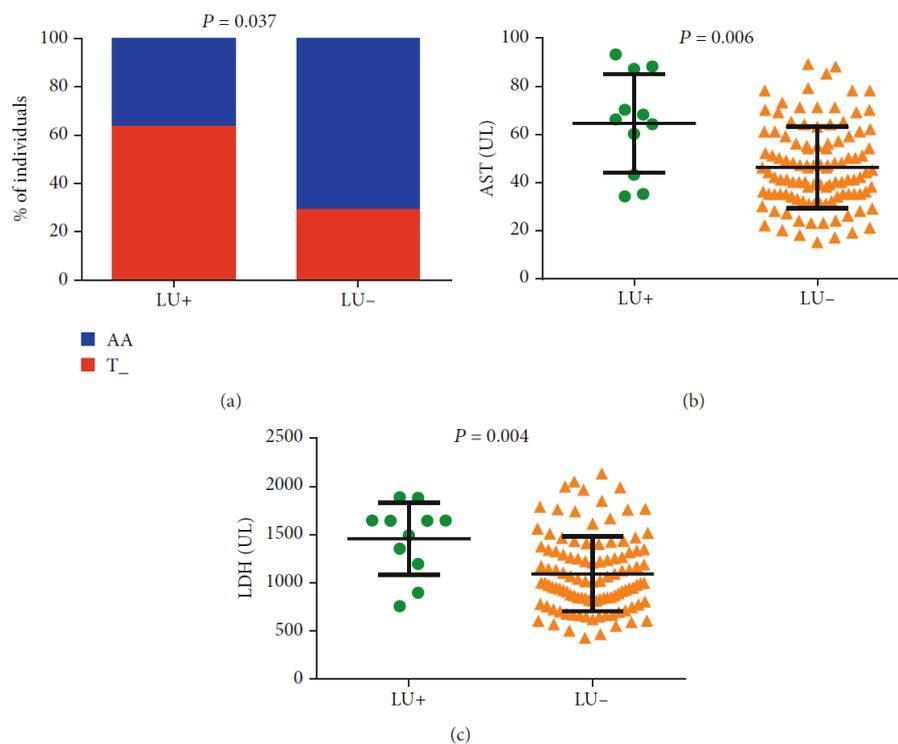 P = 0.037
% of individuals
100
80
60
40
20
0
LU+ LU–
AA
T_
(a)
P = 0.006
AST (UL)
100
80
60
40
20
0
LU+ LU–
(b)
P = 0.004
LDH (UL)
2500
2000
1500
1000
500
0
LU+ LU–
(c)